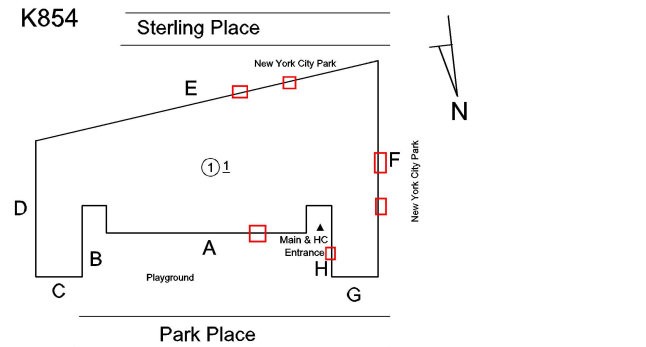 K854
Sterling Place
New York City Park
E
N
F
New York City Park
1 1
D
A
Main & HC
Entrance
B
H
Playground
C
G
Park Place